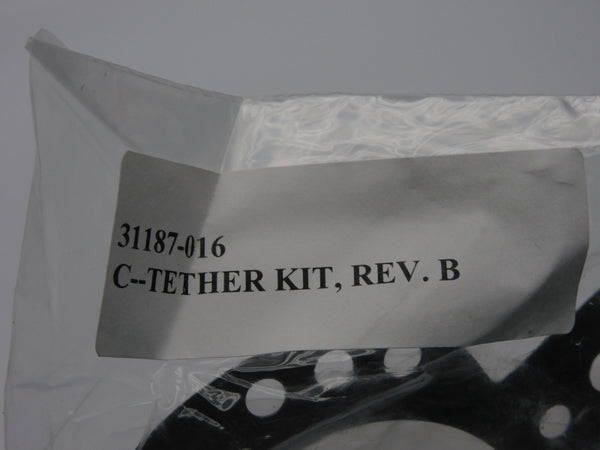 31187-016
C--TETHER KIT, REV. B